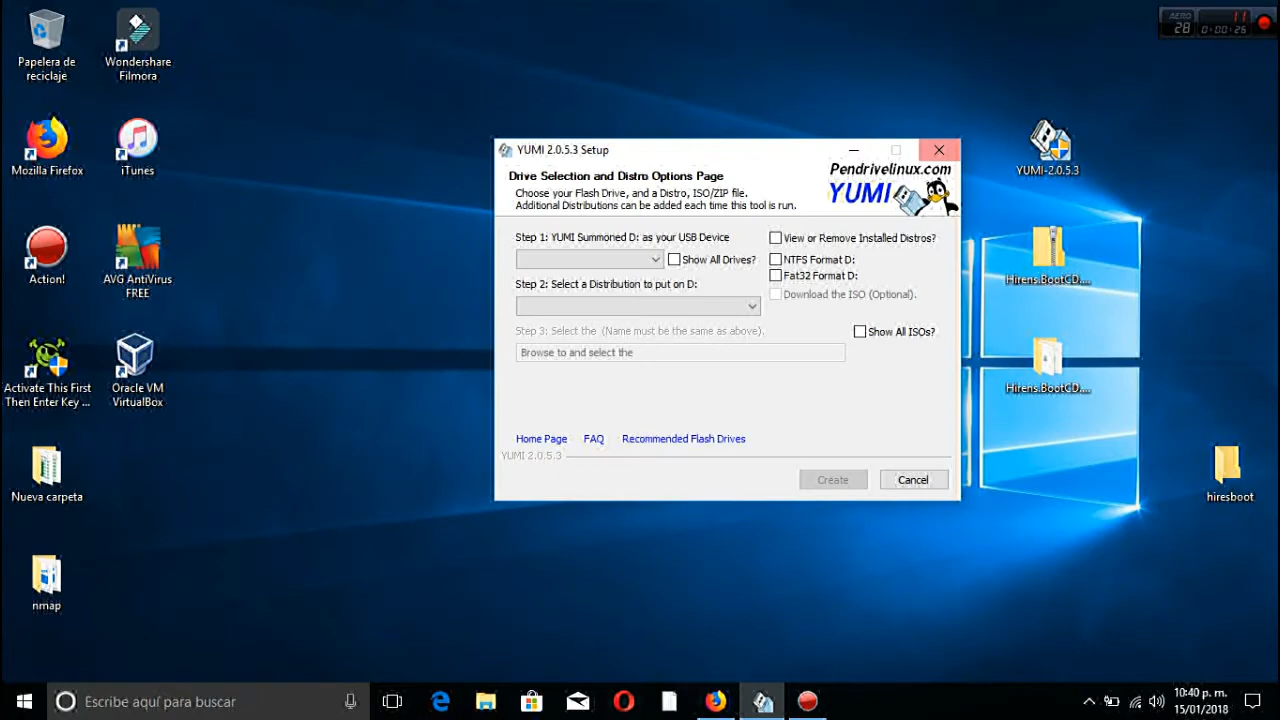 Papelera de
reciclaje
Wondershare
Filmora
Mozilla Firefox
iTunes
Action!
AVG AntiVirus
FREE
Activate This First
Then Enter Key ...
Oracle VM
VirtualBox
Nueva carpeta
nmap
YUMI 2.0.5.3 Setup
Drive Selection and Distro Options Page
Choose your Flash Drive, and a Distro, ISO/ZIP file.
Additional Distributions can be added each time this tool is run.
Pendrivelinux.com
YUMI
Step 1: YUMI Summoned D: as your USB Device
View or Remove Installed Distros?
Show All Drives?
NTFS Format D:
Fat32 Format D:
Step 2: Select a Distribution to put on D:
Download the ISO (Optional).
Step 3: Select the (Name must be the same as above).
Show All ISOs?
Browse to and select the
Home Page
FAQ
Recommended Flash Drives
YUMI 2.0.5.3
Create
Cancel
AERO
28
11
0:00:26
YUMI-2.0.5.3
Hirens.BootCD....
Hirens.BootCD....
hiresboot
Escribe aquí para buscar
10:40 p. m.
15/01/2018